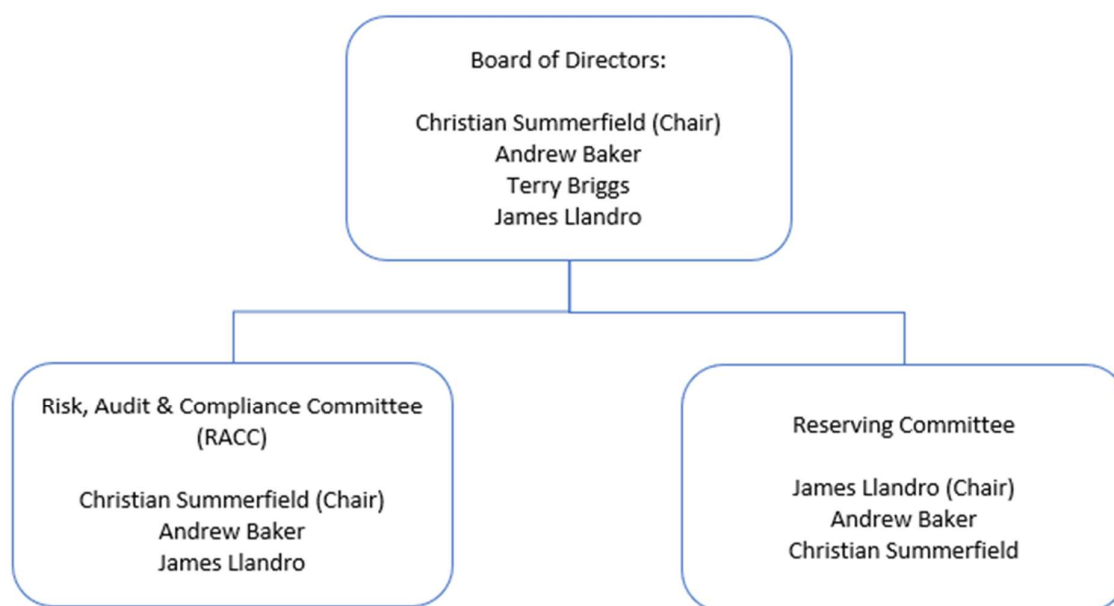 Board of Directors:
Christian Summerfield (Chair)
Andrew Baker
Terry Briggs
James Llandro
Risk, Audit & Compliance Committee
(RACC)
Christian Summerfield (Chair)
Andrew Baker
James Llandro
Reserving Committee
James Llandro (Chair)
Andrew Baker
Christian Summerfield